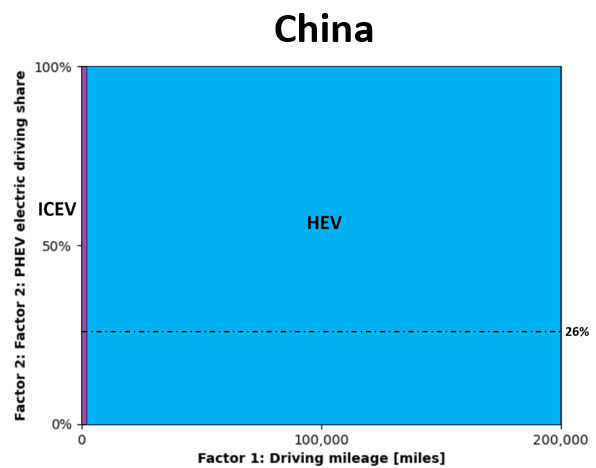 China
100%
50%
0%
Factor 2: Factor 2: PHEV electric driving share
ICEV
HEV
26%
0
100,000
200,000
Factor 1: Driving mileage [miles]